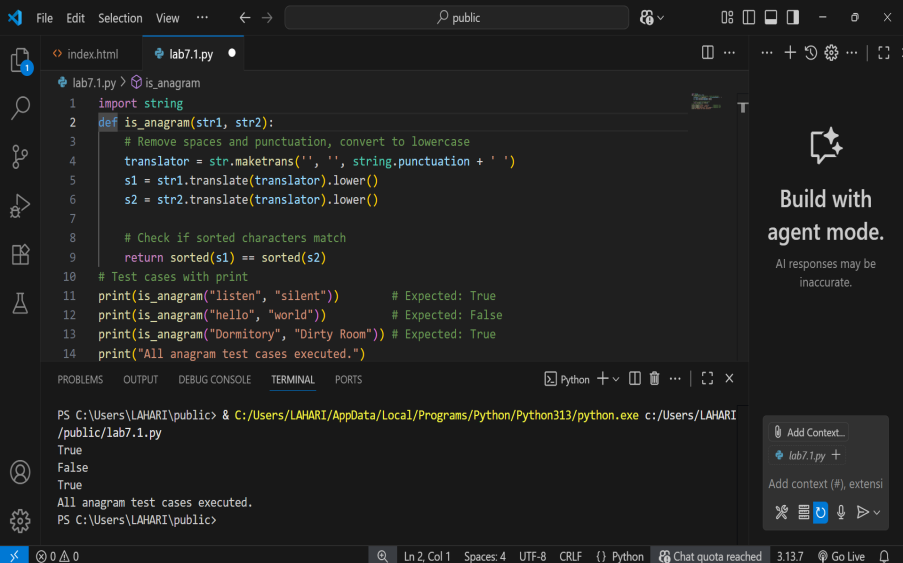 File Edit Selection View ··· public
index.html lab7.1.py
lab7.1.py > is_anagram
1 import string
2 def is_anagram(str1, str2):
3 # Remove spaces and punctuation, convert to lowercase
4 translator = str.maketrans('', '', string.punctuation + ' ')
5 s1 = str1.translate(translator).lower()
6 s2 = str2.translate(translator).lower()
7
8 # Check if sorted characters match
9 return sorted(s1) == sorted(s2)
10 # Test cases with print
11 print(is_anagram("listen", "silent")) # Expected: True
12 print(is_anagram("hello", "world")) # Expected: False
13 print(is_anagram("Dormitory", "Dirty Room")) # Expected: True
14 print("All anagram test cases executed.")
PROBLEMS OUTPUT DEBUG CONSOLE TERMINAL PORTS Python
PS C:\Users\LAHARI\public> & C:/Users/LAHARI/AppData/Local/Programs/Python/Python313/python.exe c:/Users/LAHARI
/public/lab7.1.py
True
False
True
All anagram test cases executed.
PS C:\Users\LAHARI\public>
1
T
Build with
agent mode.
AI responses may be
inaccurate.
Add Context...
lab7.1.py +
Add context (#), extensi
0 0 Ln 2, Col 1 Spaces: 4 UTF-8 CRLF {} Python Chat quota reached 3.13.7 Go Live